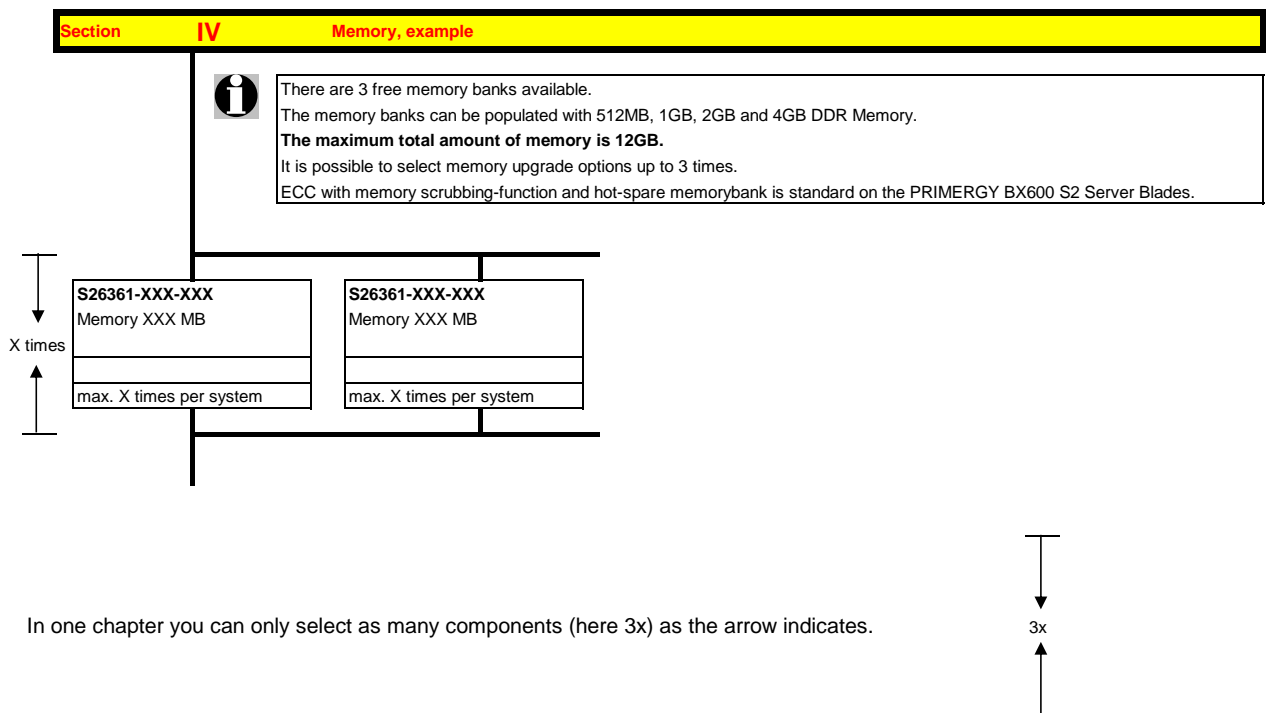 Section IV Memory, example
There are 3 free memory banks available.
The memory banks can be populated with 512MB, 1GB, 2GB and 4GB DDR Memory.
The maximum total amount of memory is 12GB.
It is possible to select memory upgrade options up to 3 times.
ECC with memory scrubbing-function and hot-spare memorybank is standard on the PRIMERGY BX600 S2 Server Blades.
X times
S26361-XXX-XXX
Memory XXX MB
max. X times per system
S26361-XXX-XXX
Memory XXX MB
max. X times per system
In one chapter you can only select as many components (here 3x) as the arrow indicates.
3x